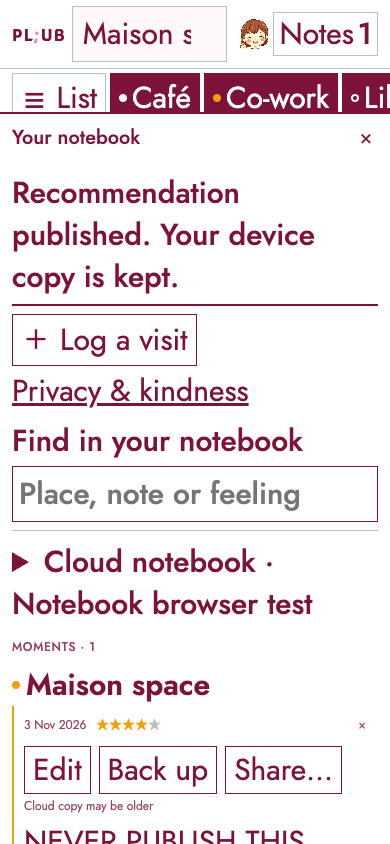 PL;UB Maison s Notes 1
≡ List Café Co-work Lil
Your notebook ×
Recommendation
published. Your device
copy is kept.
+ Log a visit
Privacy & kindness
Find in your notebook
Place, note or feeling
▶ Cloud notebook ·
Notebook browser test
MOMENTS · 1
Maison space
3 Nov 2026 ★★★★★ ×
Edit Back up Share...
Cloud copy may be older
NEVER PUBLISH THIS